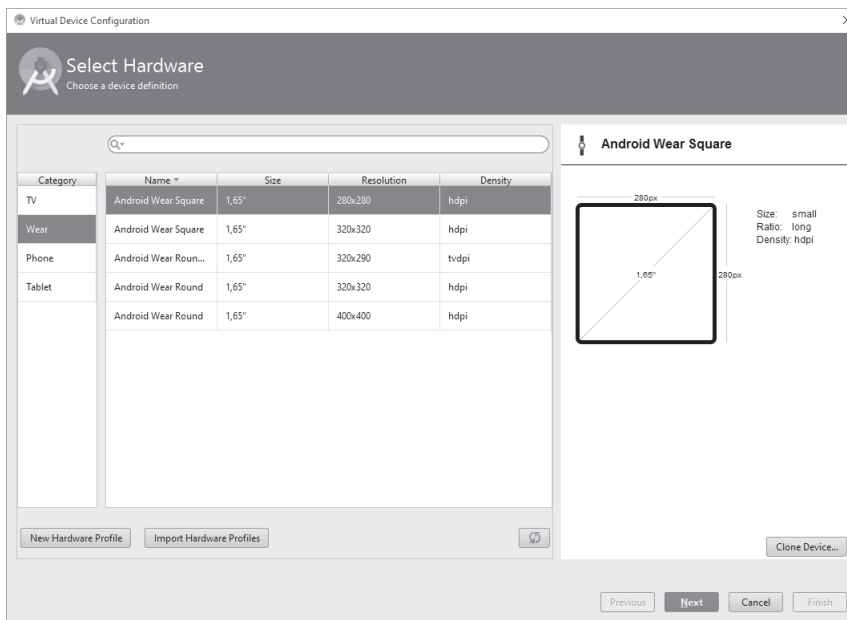 Virtual Device Configuration
Select Hardware
Choose a device definition
Category
TV
Wear
Phone
Tablet
Name Size Resolution Density
Android Wear Square 1,65" 280x280 hdpi
Android Wear Square 1,65" 320x320 hdpi
Android Wear Roun... 1,65" 320x290 tvdpi
Android Wear Round 1,65" 320x320 hdpi
Android Wear Round 1,65" 400x400 hdpi
New Hardware Profile Import Hardware Profiles
Android Wear Square
280px
1,65"
280px
Size: small
Ratio: long
Density: hdpi
Clone Device...
Previous Next Cancel Finish